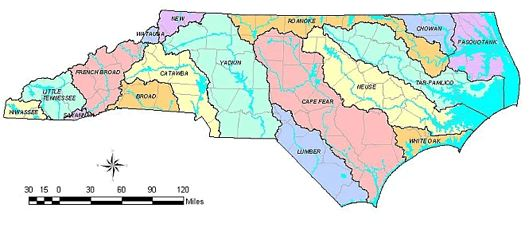 NEW
WATAUGA
ROANOKE
CHOWAN
PASQUOTANK
FRENCH BROAD
CATAWBA
YADKIN
TAR-PAMLICO
LITTLE
TENNESSEE
BROAD
NEUSE
CAPE FEAR
HIWASSEE
SAVANNAH
WHITE OAK
LUMBER
30 15 0 30 60 90 120
Miles